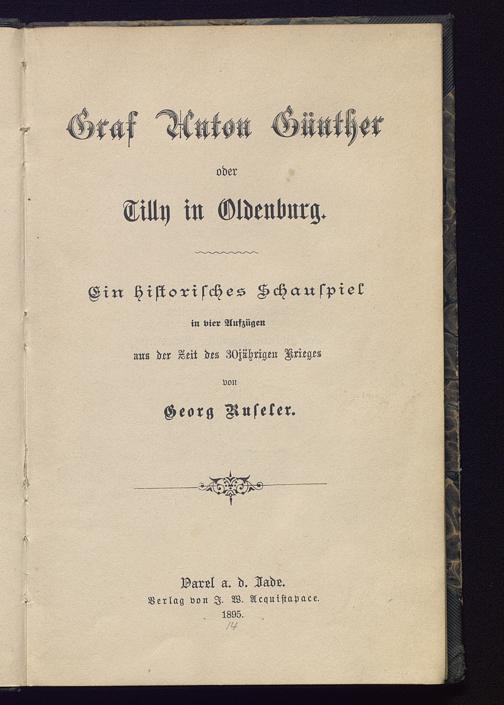 Graf Anton Günther
oder
Tilly in Oldenburg.
Ein hiſtoriſches Schauſpiel
in vier Aufzügen
aus der Zeit des 30jährigen Krieges
von
Georg Ruſeler.
Varel a. d. Jade.
Verlag von J. W. Acquiſtapace.
1895.
14